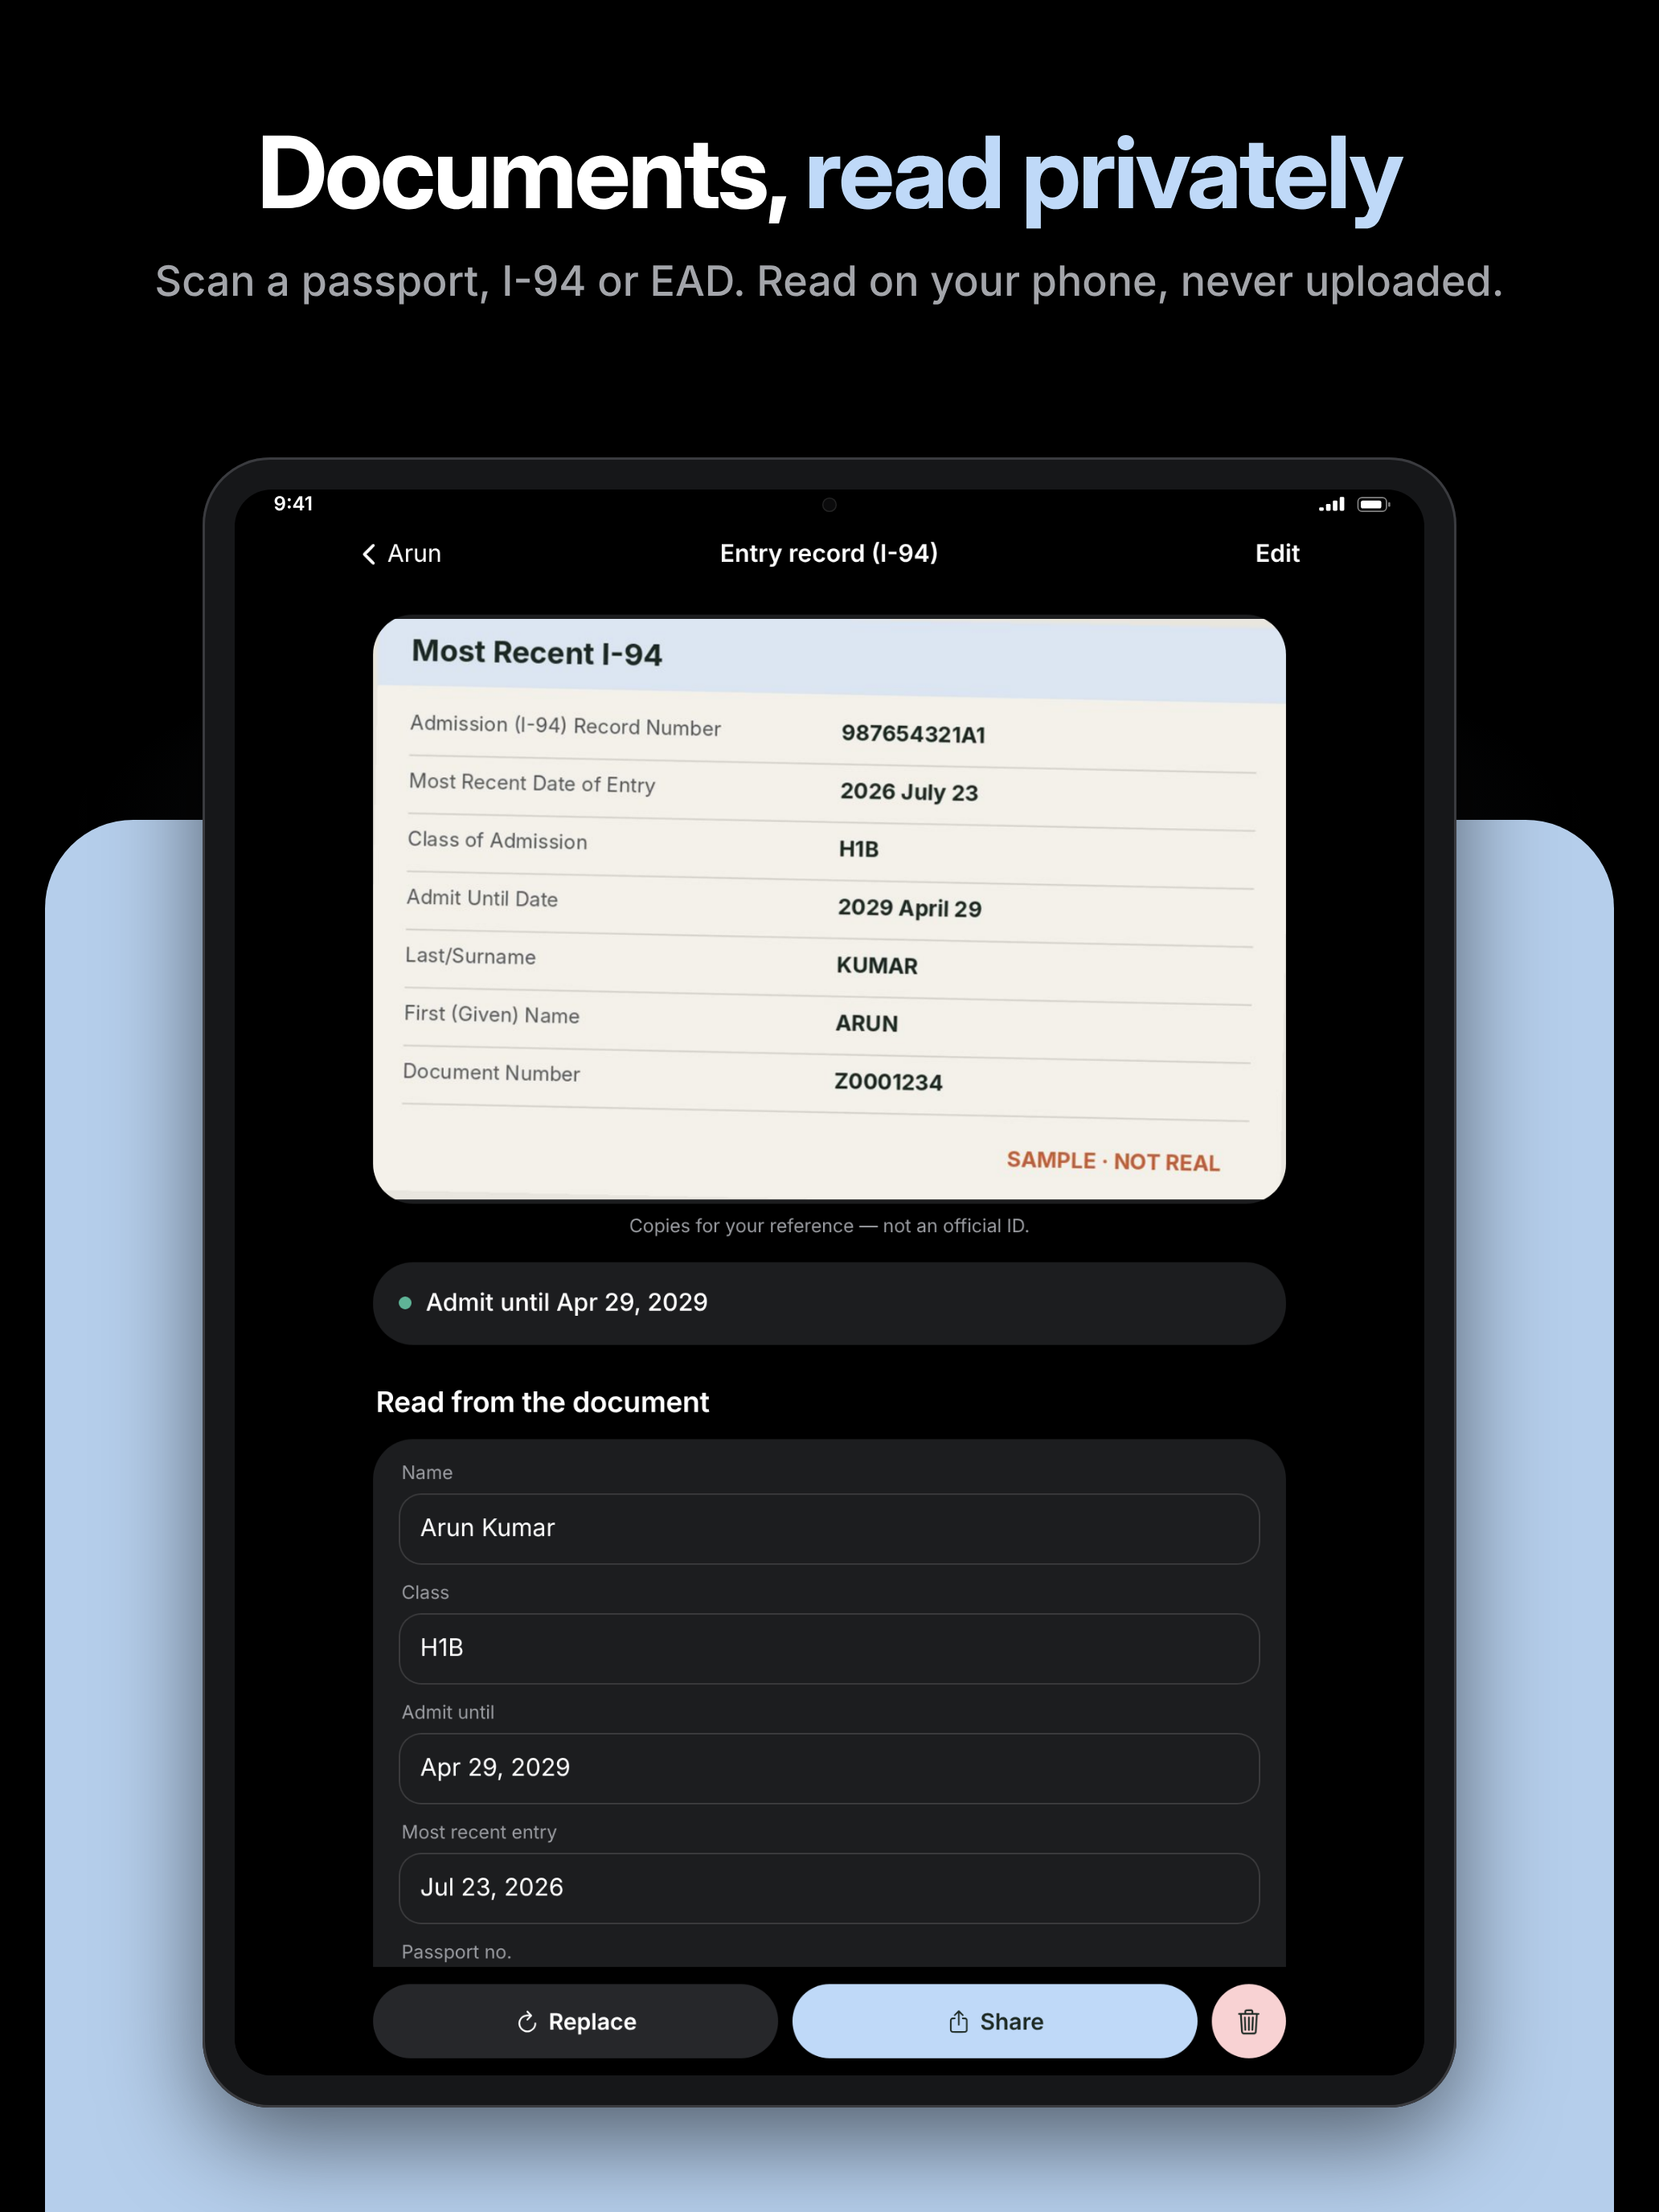 Documents, read privately
Scan a passport, I-94 or EAD. Read on your phone, never uploaded.
9:41
Arun
Entry record (I-94)
Edit
Most Recent I-94
Admission (I-94) Record Number 987654321A1
Most Recent Date of Entry 2026 July 23
Class of Admission H1B
Admit Until Date 2029 April 29
Last/Surname KUMAR
First (Given) Name ARUN
Document Number Z0001234
SAMPLE · NOT REAL
Copies for your reference — not an official ID.
Admit until Apr 29, 2029
Read from the document
Name
Arun Kumar
Class
H1B
Admit until
Apr 29, 2029
Most recent entry
Jul 23, 2026
Passport no.
Replace
Share